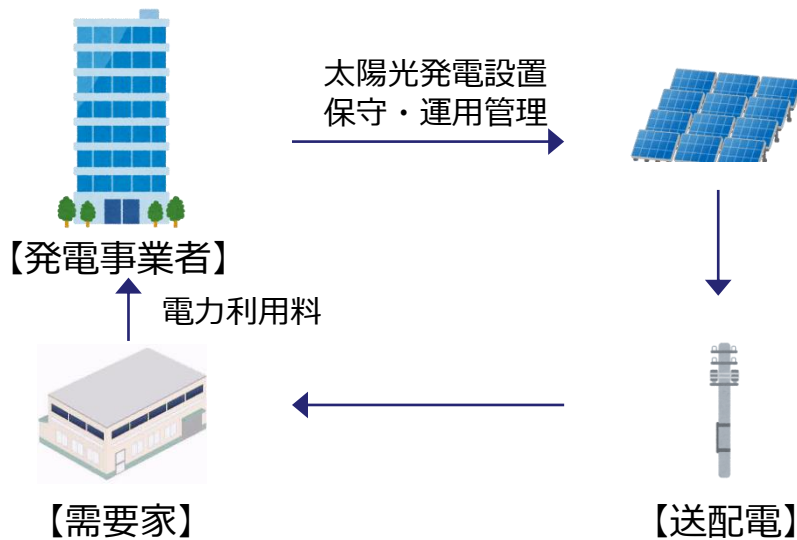 太陽光発電設置
保守・運用管理
【発電事業者】
電力利用料
【需要家】
【送配電】